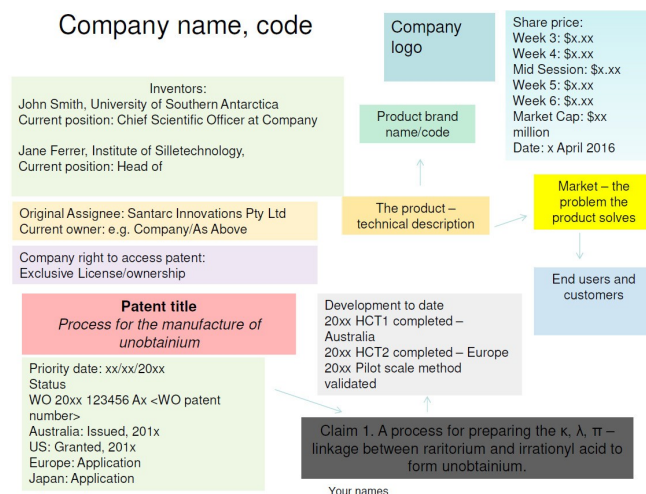 Company name, code
Company
logo
Share price:
Week 3: $x.xx
Week 4: $x.xx
Mid Session: $x.xx
Week 5: $x.xx
Week 6: $x.xx
Market Cap: $xx
million
Date: x April 2016
Inventors:
John Smith, University of Southern Antarctica
Current position: Chief Scientific Officer at Company
Jane Ferrer, Institute of Silletechnology,
Current position: Head of
Product brand
name/code
Original Assignee: Santarc Innovations Pty Ltd
Current owner: e.g. Company/As Above
The product –
technical description
Market – the
problem the
product solves
Company right to access patent:
Exclusive License/ownership
End users and
customers
Patent title
Process for the manufacture of
unobtainium
Development to date
20xx HCT1 completed –
Australia
20xx HCT2 completed – Europe
20xx Pilot scale method
validated
Priority date: xx/xx/20xx
Status
WO 20xx 123456 Ax <WO patent
number>
Australia: Issued, 201x
US: Granted, 201x
Europe: Application
Japan: Application
Claim 1. A process for preparing the κ, λ, π –
linkage between raritorium and irrationyl acid to
form unobtainium.
Your names